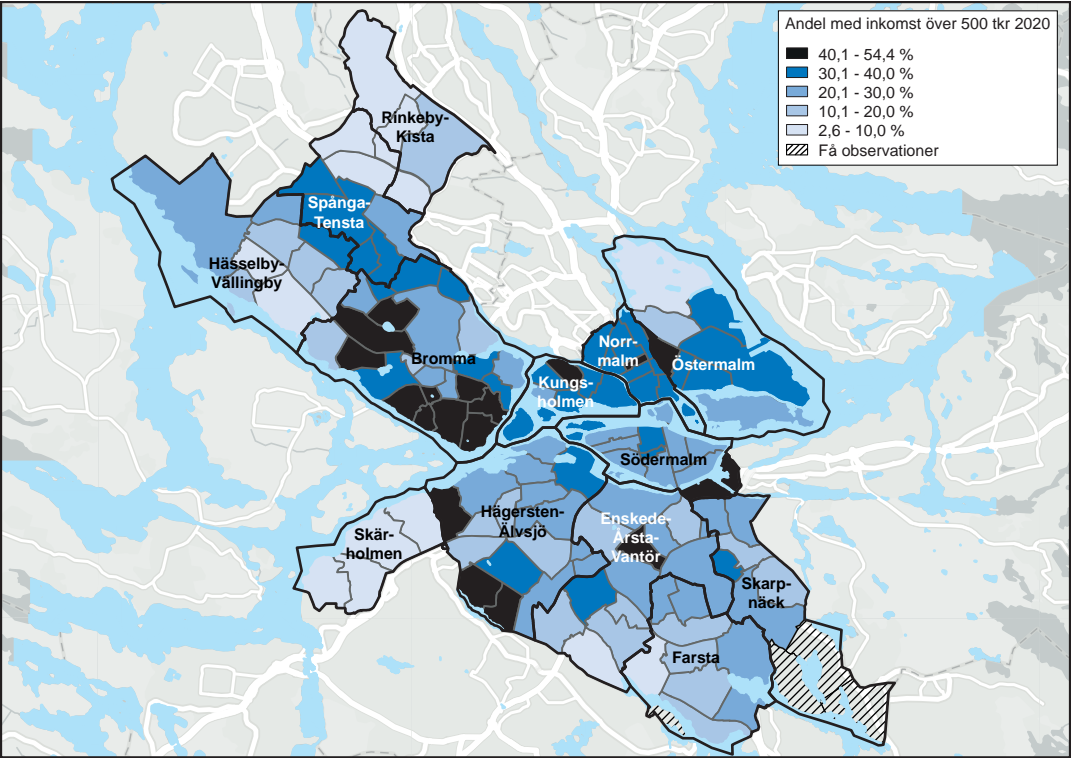 Andel med inkomst över 500 tkr 2020
40,1 - 54,4 %
30,1 - 40,0 %
20,1 - 30,0 %
10,1 - 20,0 %
2,6 - 10,0 %
Få observationer
Rinkeby-
Kista
Spånga-
Tensta
Hässelby-
Vällingby
Bromma
Norr-
malm
Östermalm
Kungs-
holmen
Södermalm
Hägersten-
Älvsjö
Skär-
holmen
Enskede-
Årsta-
Vantör
Skarp-
näck
Farsta